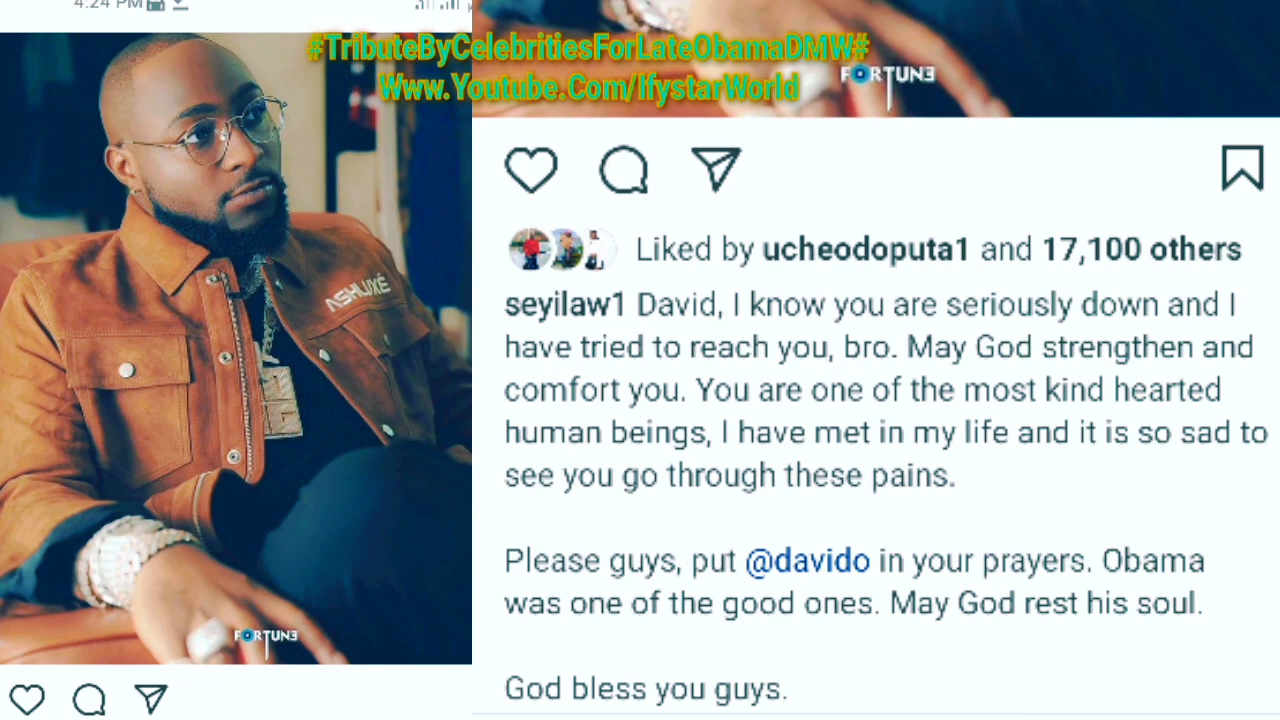 4:24 PM
#TributeByCelebritiesForLateObamaDMW#
Www.Youtube.Com/IfystarWorld
FORTUNE
ASHLUXÉ
FORTUNE
Liked by ucheodoputa1 and 17,100 others
seyilaw1 David, I know you are seriously down and I
have tried to reach you, bro. May God strengthen and
comfort you. You are one of the most kind hearted
human beings, I have met in my life and it is so sad to
see you go through these pains.
Please guys, put @davido in your prayers. Obama
was one of the good ones. May God rest his soul.
God bless you guys.